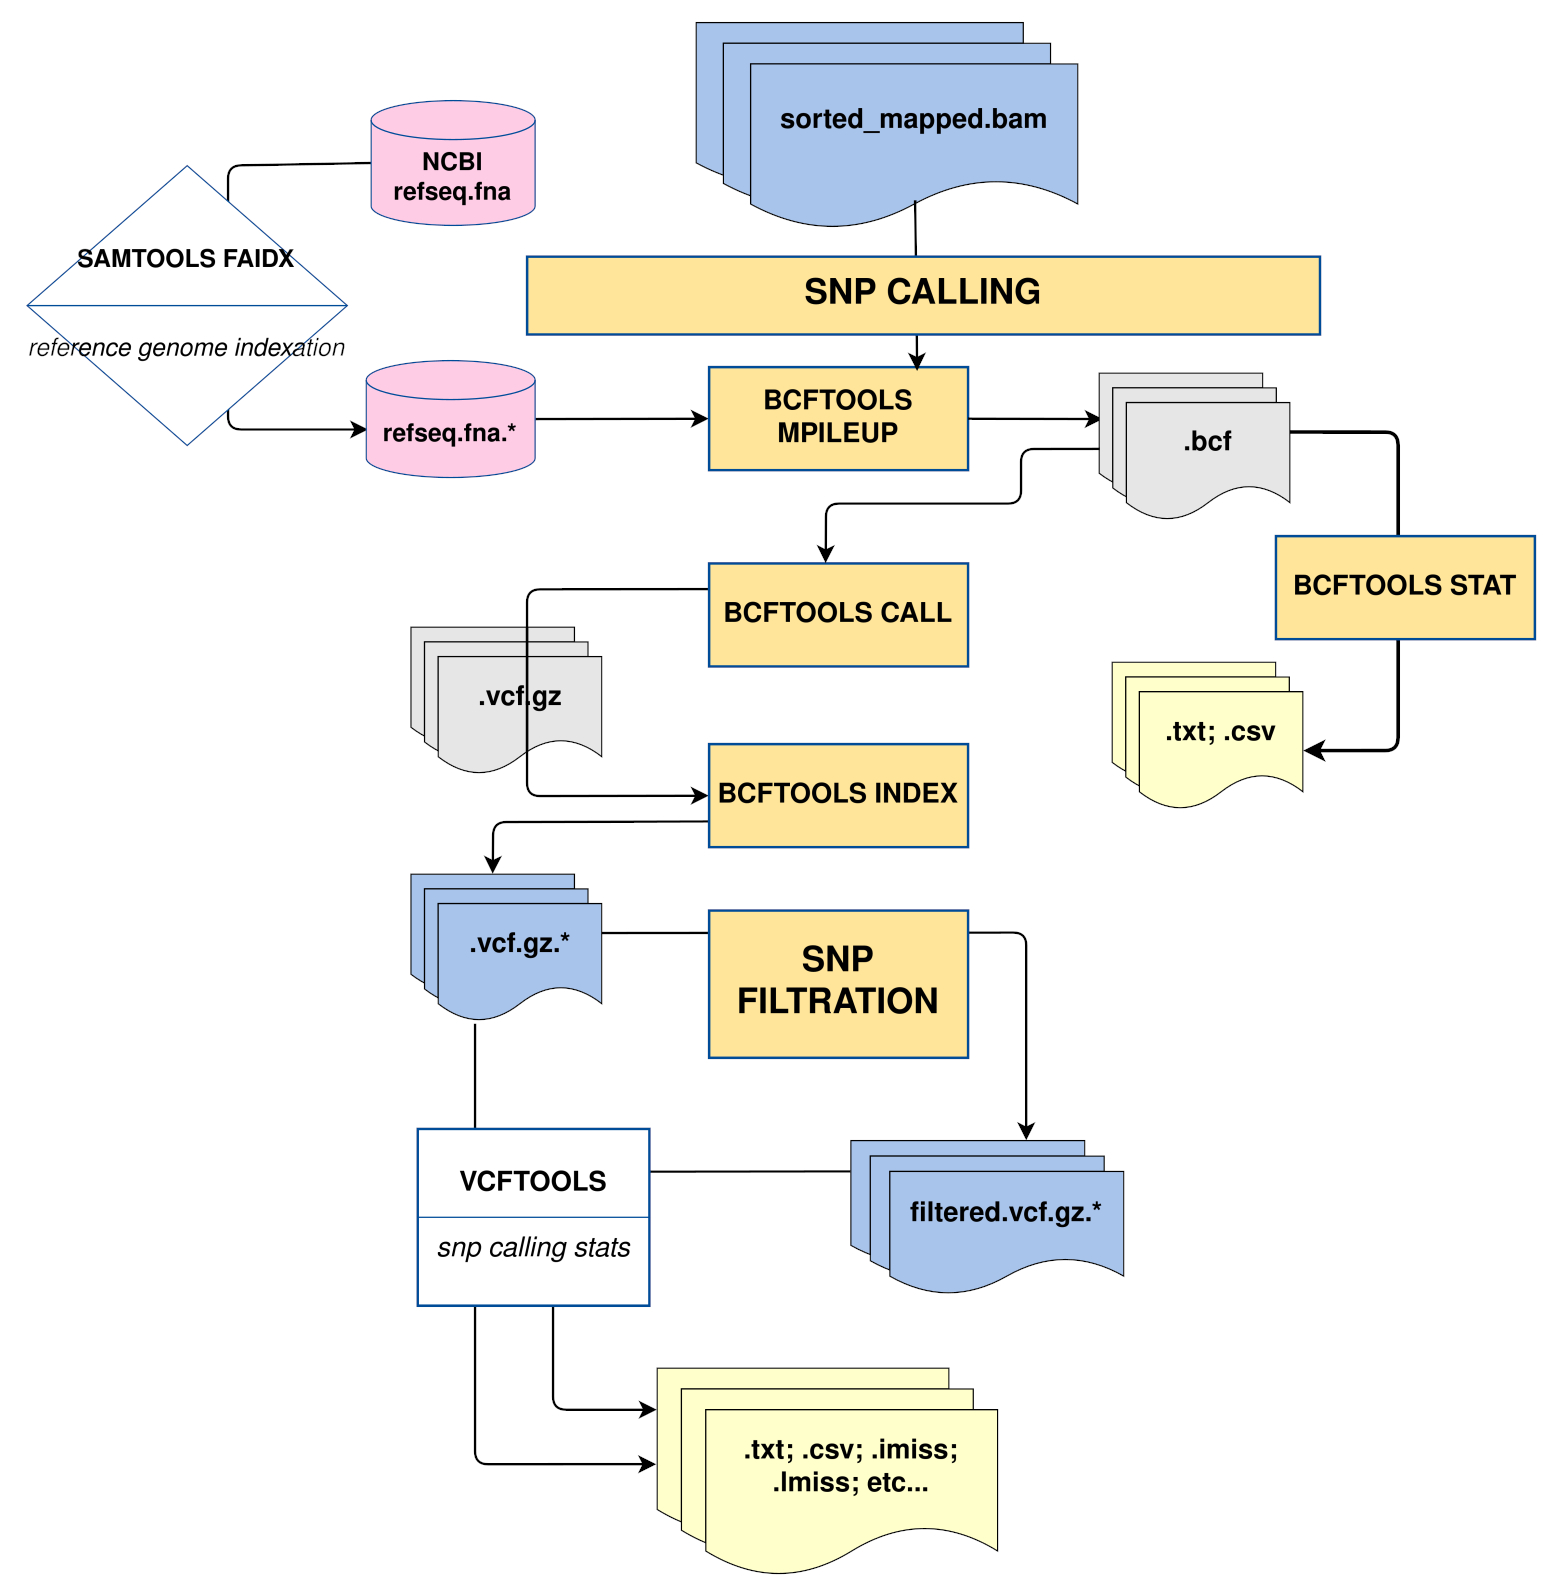 sorted_mapped.bam
NCBI
refseq.fna
SAMTOOLS FAIDX
SNP CALLING
reference genome indexation
refseq.fna.*
BCFTOOLS
MPILEUP
.bcf
BCFTOOLS CALL
BCFTOOLS STAT
.vcf.gz
.txt; .csv
BCFTOOLS INDEX
.vcf.gz.*
SNP
FILTRATION
VCFTOOLS
snp calling stats
filtered.vcf.gz.*
.txt; .csv; .imiss;
.lmiss; etc...